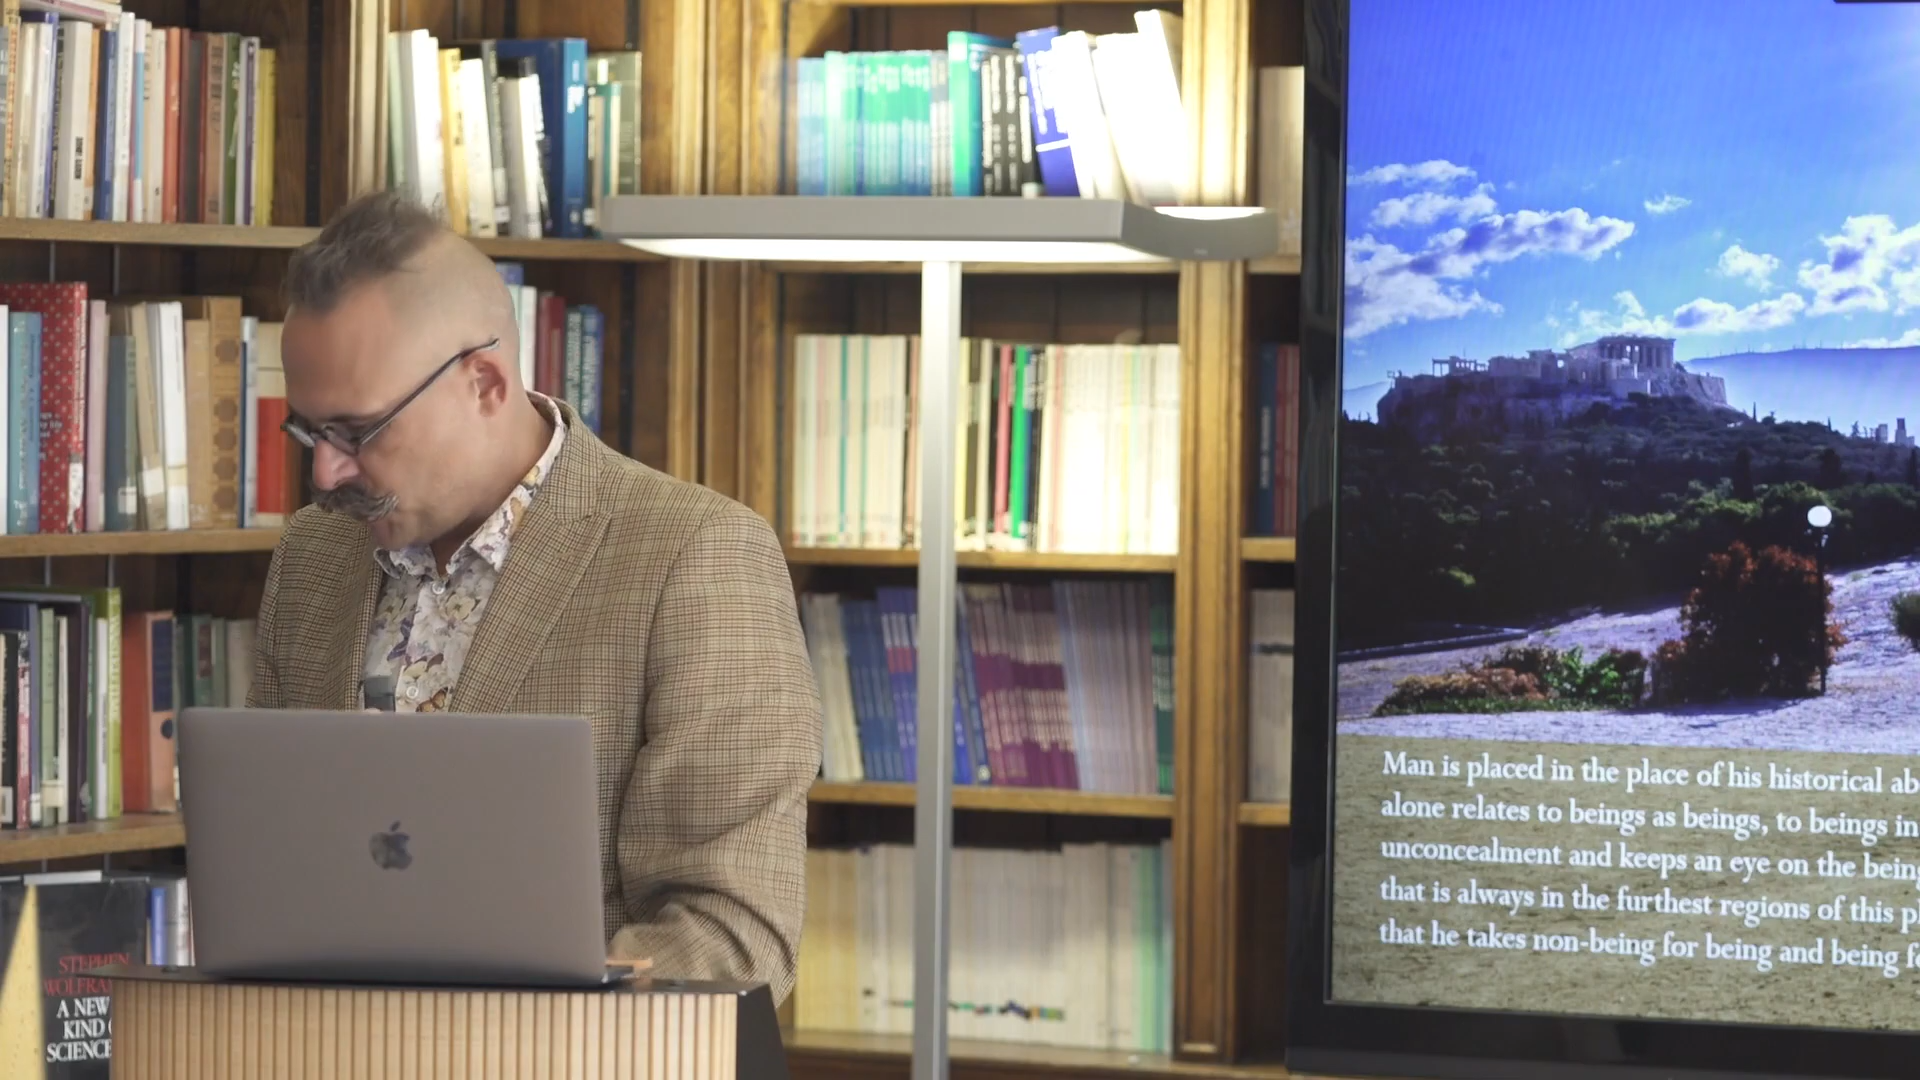 Man is placed in the place of his historical ab
alone relates to beings as beings, to beings in
unconcealment and keeps an eye on the being
that is always in the furthest regions of this p
that he takes non-being for being and being fo
STEPHEN
WOLFRA
A NEW
KIND
SCIENCE